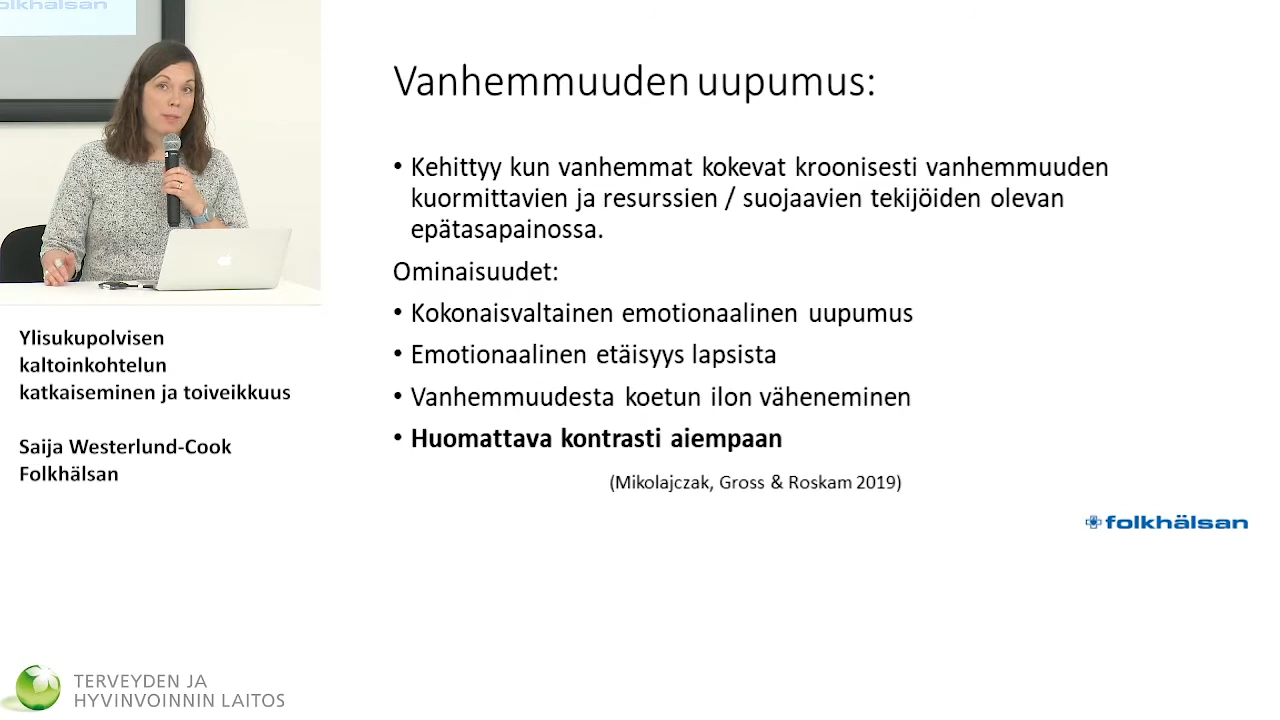 olkhälsan
Vanhemmuuden uupumus:
• Kehittyy kun vanhemmat kokevat kroonisesti vanhemmuuden
kuormittavien ja resurssien / suojaavien tekijöiden olevan
epätasapainossa.
Ominaisuudet:
• Kokonaisvaltainen emotionaalinen uupumus
• Emotionaalinen etäisyys lapsista
• Vanhemmuudesta koetun ilon väheneminen
• Huomattava kontrasti aiempaan
(Mikolajczak, Gross & Roskam 2019)
folkhälsan
Ylisukupolvisen
kaltoinkohtelun
katkaiseminen ja toiveikkuus
Saija Westerlund-Cook
Folkhälsan
TERVEYDEN JA
HYVINVOINNIN LAITOS